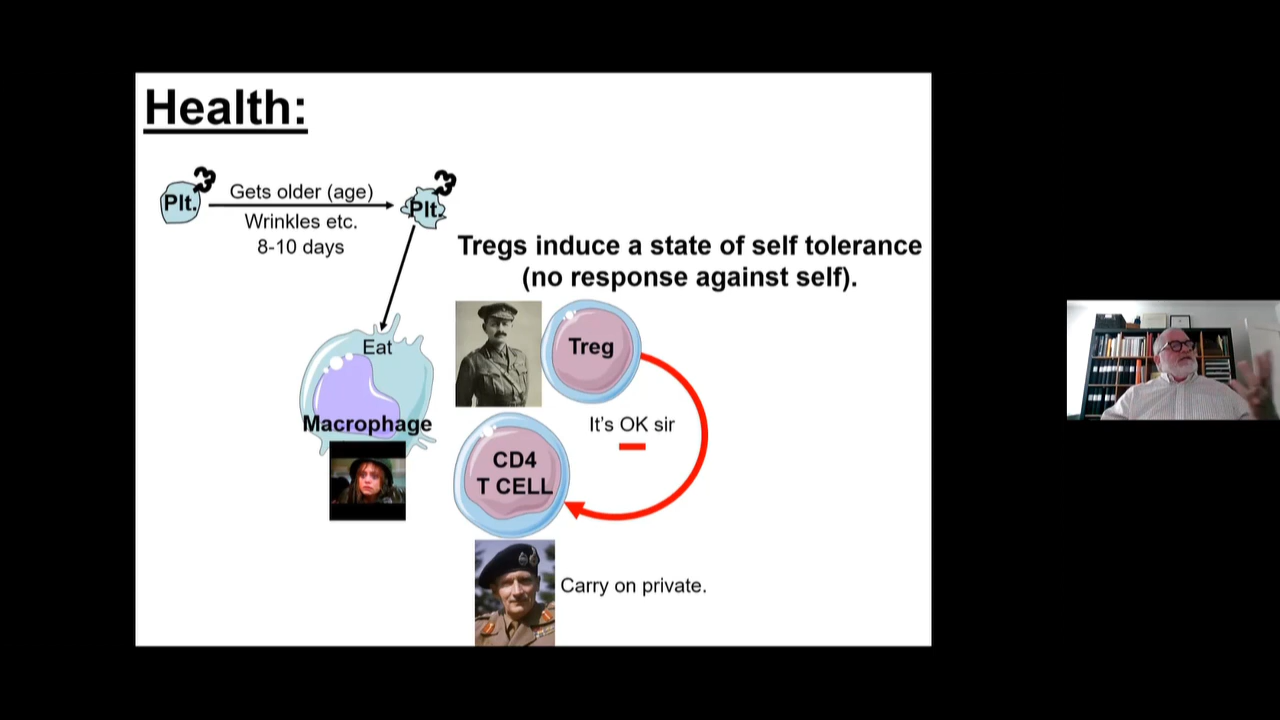 Health:
Plt.
Gets older (age)
Wrinkles etc.
8-10 days
Plt.
Tregs induce a state of self tolerance
(no response against self).
Eat
Macrophage
Treg
It's OK sir
CD4
T CELL
Carry on private.